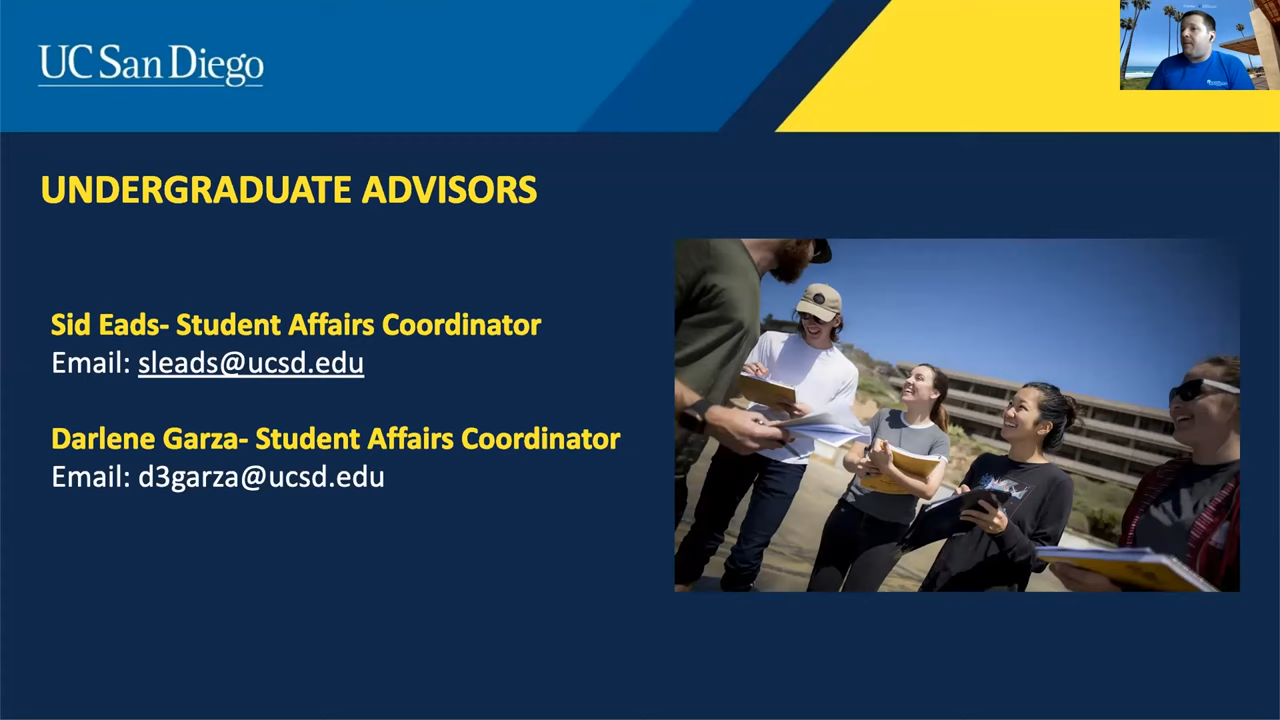 UC San Diego
UNDERGRADUATE ADVISORS
Sid Eads- Student Affairs Coordinator
Email: sleads@ucsd.edu
Darlene Garza- Student Affairs Coordinator
Email: d3garza@ucsd.edu